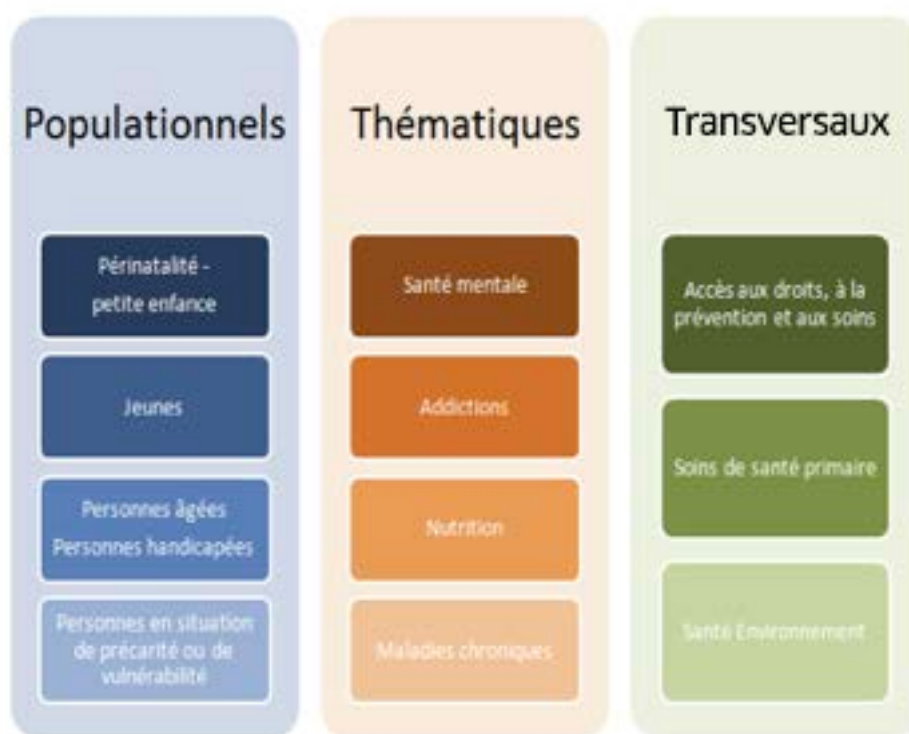 Populationnels
Périnatalité -
petite enfance
Jeunes
Personnes âgées
Personnes handicapées
Personnes en situation
de précarité ou de
vulnérabilité
Thématiques
Santé mentale
Addictions
Nutrition
Maladies chroniques
Transversaux
Accès aux droits, à la
prévention et aux soins
Soins de santé primaire
Santé Environnement